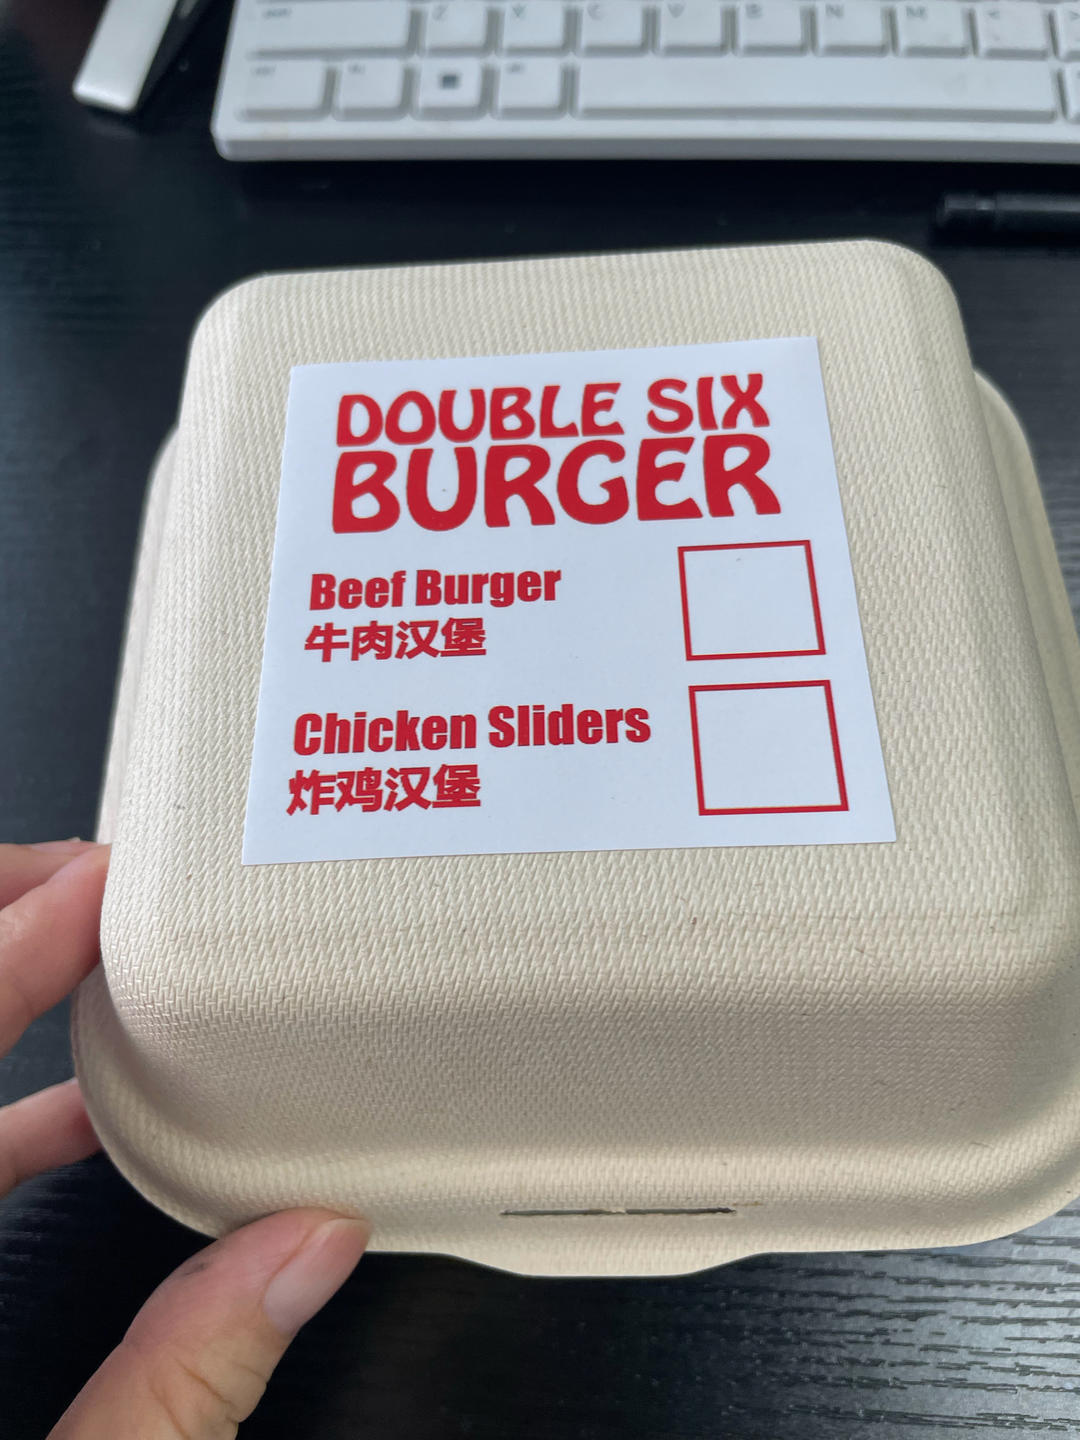 Z X C V B N M
DOUBLE SIX
BURGER
Beef Burger
牛肉汉堡
Chicken Sliders
炸鸡汉堡